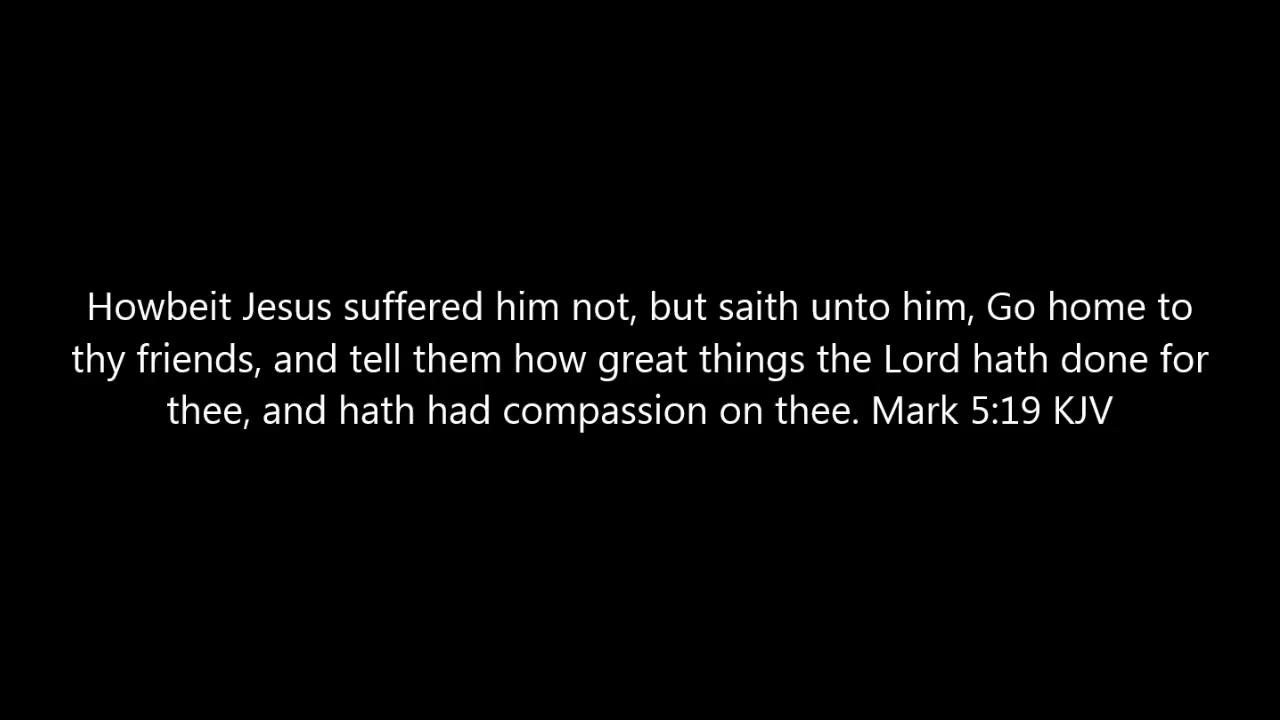 Howbeit Jesus suffered him not, but saith unto him, Go home to
thy friends, and tell them how great things the Lord hath done for
thee, and hath had compassion on thee. Mark 5:19 KJV